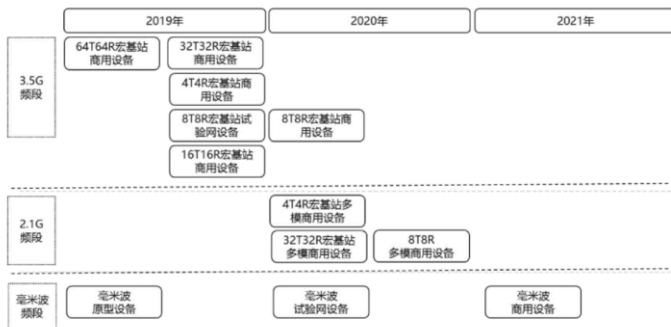 2019年
2020年
2021年
3.5G
频段
64T64R宏基站
商用设备
32T32R宏基站
商用设备
4T4R宏基站商
用设备
8T8R宏基站试
验网设备
8T8R宏基站商
用设备
16T16R宏基站
商用设备
2.1G
频段
4T4R宏基站多
模商用设备
32T32R宏基站
多模商用设备
8T8R
多模商用设备
毫米波
频段
毫米波
原型设备
毫米波
试验网设备
毫米波
商用设备